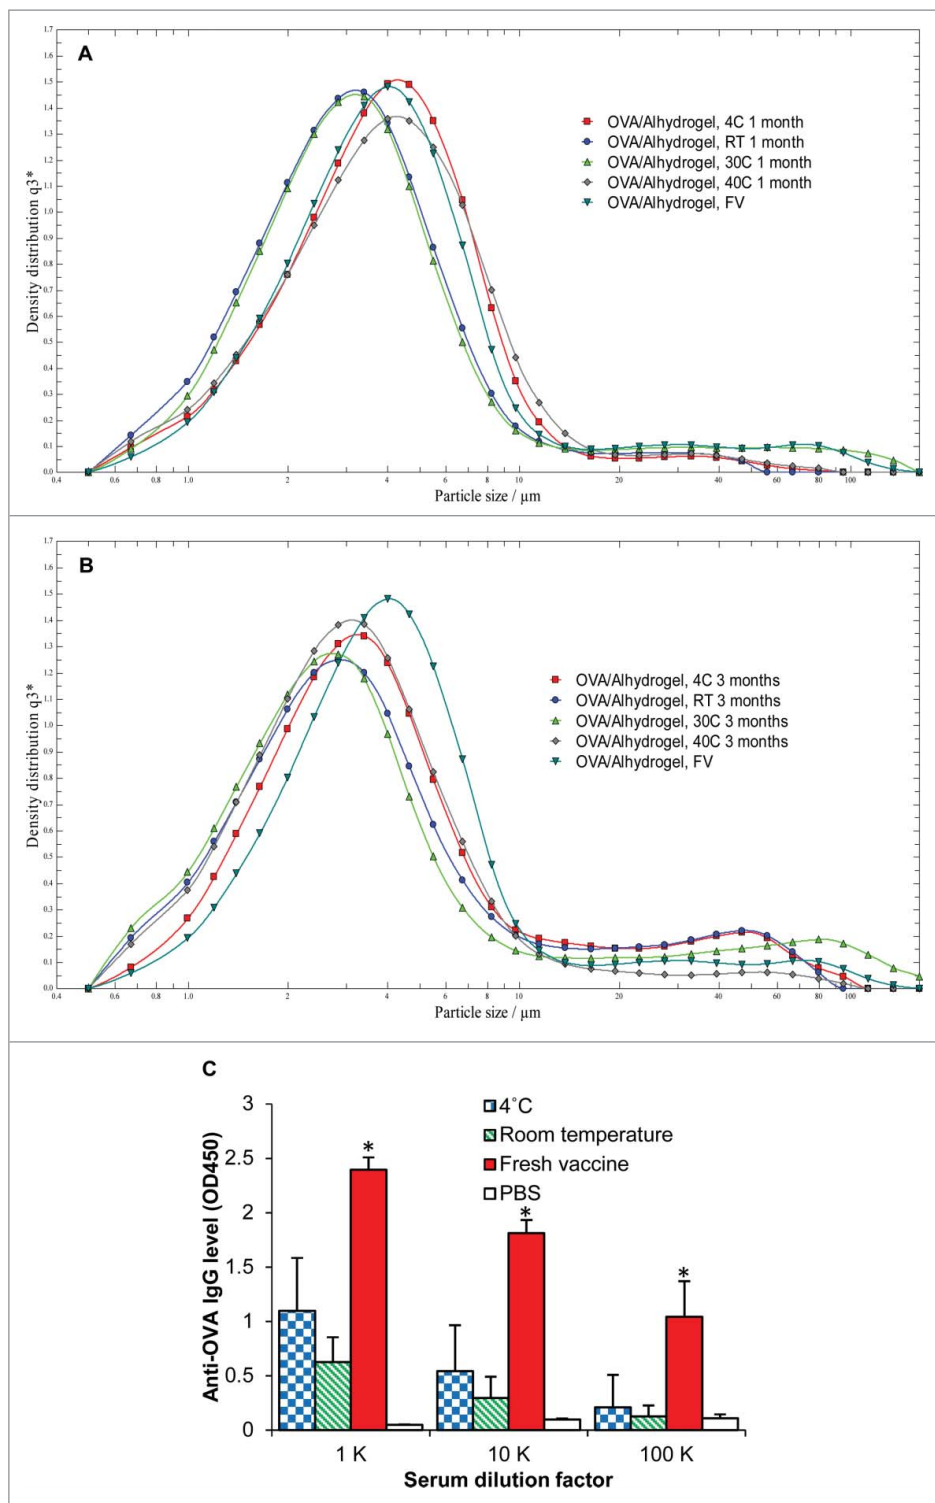 A
1.7
1.6
1.5
1.4
1.3
1.2
1.1
1.0
0.9
0.8
0.7
0.6
0.5
0.4
0.3
0.2
0.1
0.0
Density distribution q3*
OVA/Alhydrogel, 4C 1 month
OVA/Alhydrogel, RT 1 month
OVA/Alhydrogel, 30C 1 month
OVA/Alhydrogel, 40C 1 month
OVA/Alhydrogel, FV
0.4 0.6 0.8 1.0 2 4 6 8 10 20 40 60 80 100
Particle size / µm
B
1.7
1.6
1.5
1.4
1.3
1.2
1.1
1.0
0.9
0.8
0.7
0.6
0.5
0.4
0.3
0.2
0.1
0.0
Density distribution q3*
OVA/Alhydrogel, 4C 3 months
OVA/Alhydrogel, RT 3 months
OVA/Alhydrogel, 30C 3 months
OVA/Alhydrogel, 40C 3 months
OVA/Alhydrogel, FV
0.4 0.6 0.8 1.0 2 4 6 8 10 20 40 60 80 100
Particle size / µm
C
Anti-OVA IgG level (OD450)
3
2.5
2
1.5
1
0.5
0
4°C
Room temperature
Fresh vaccine
PBS
*
*
*
1 K 10 K 100 K
Serum dilution factor